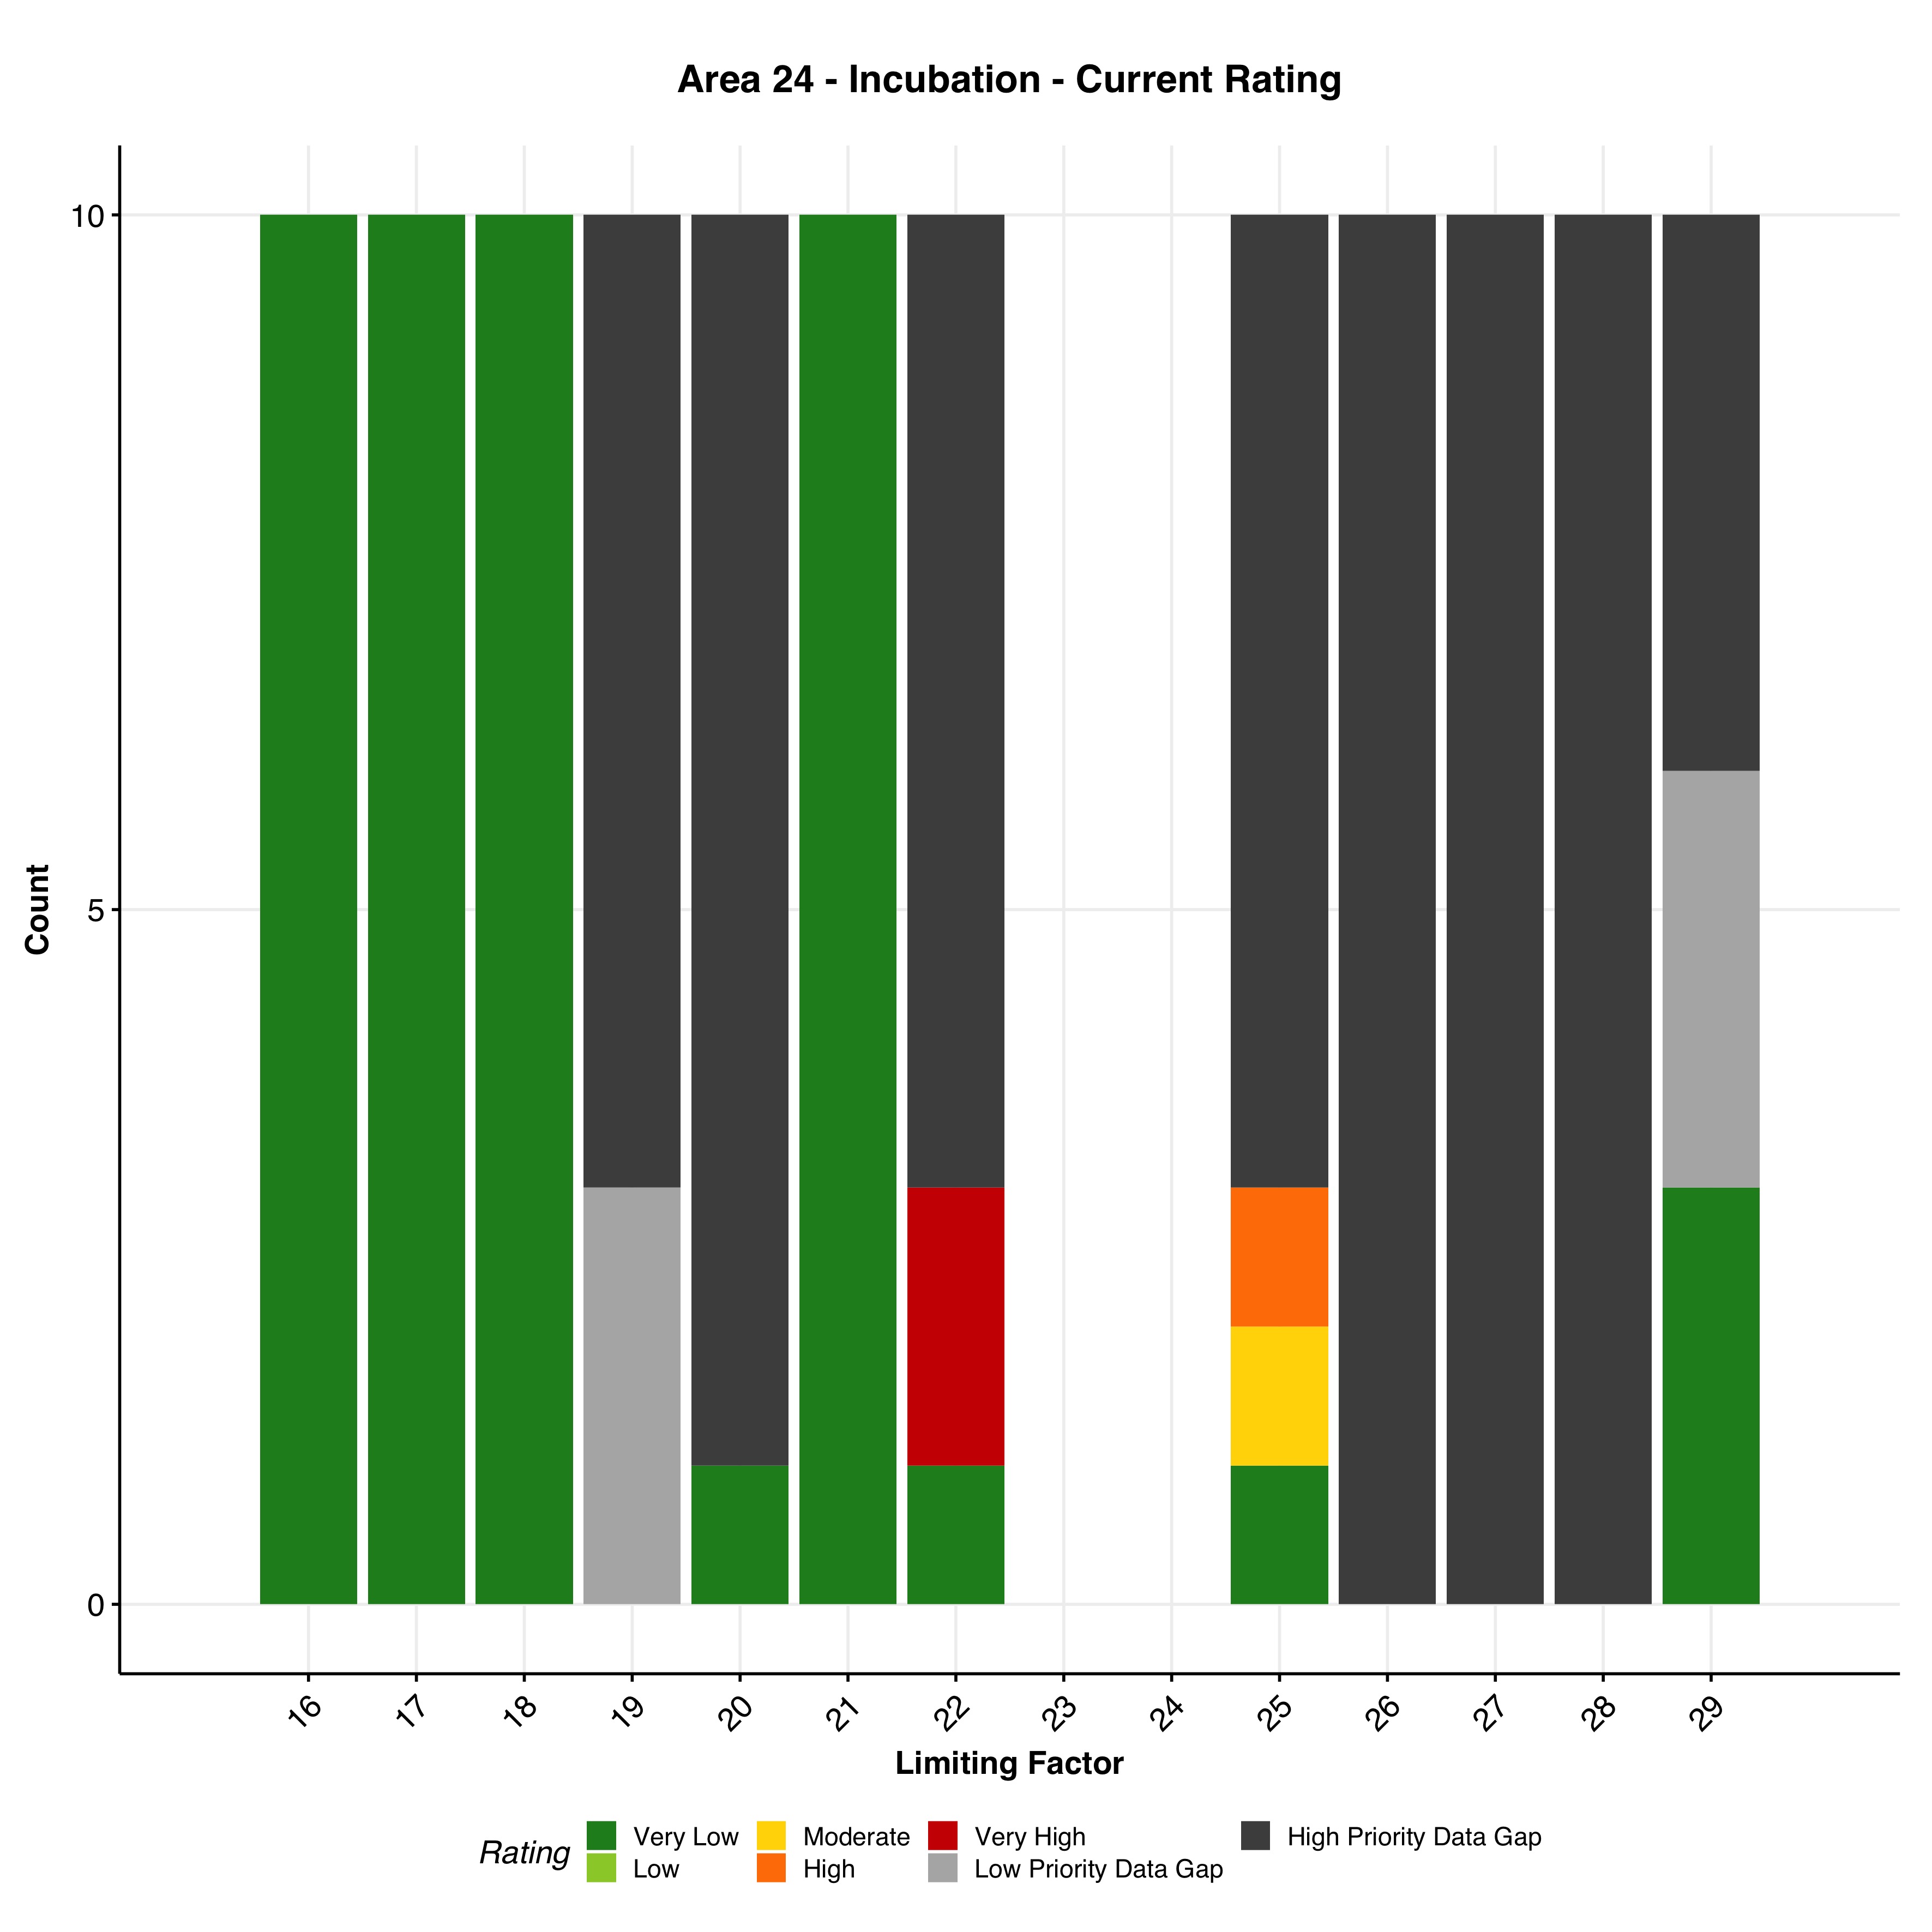 Area 24 - Incubation - Current Rating
10
5
0
Count
16 17 18 19 20 21 22 23 24 25 26 27 28 29
Limiting Factor
Rating
Very Low Moderate Very High High Priority Data Gap
Low High Low Priority Data Gap